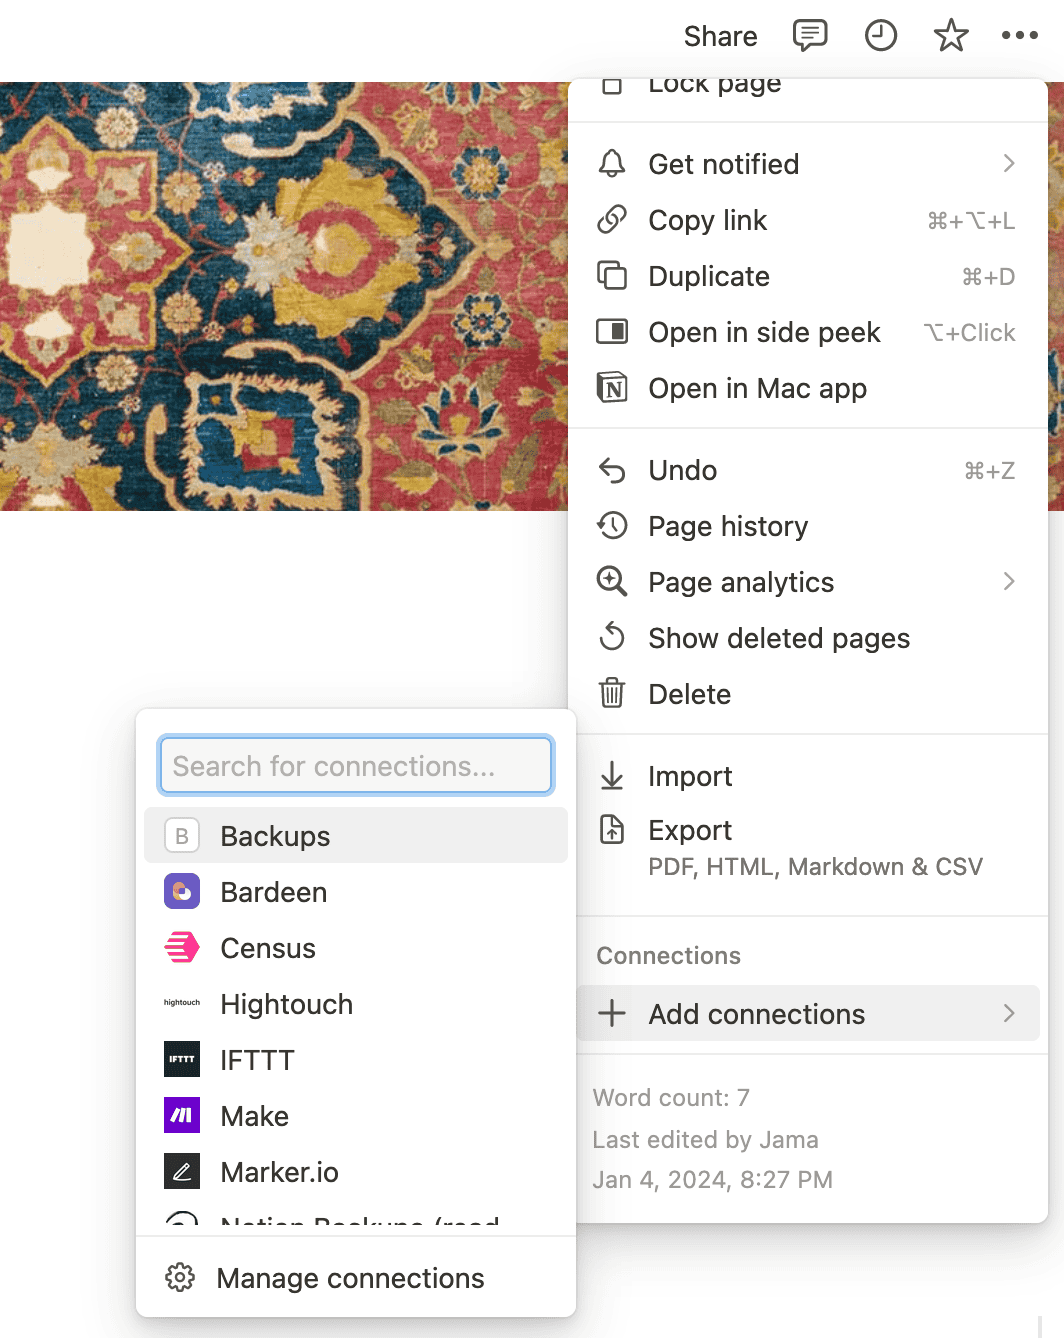 Share
Lock page
Get notified
Copy link ⌘+⌥+L
Duplicate ⌘+D
Open in side peek ⌥+Click
Open in Mac app
Undo ⌘+Z
Page history
Page analytics
Show deleted pages
Delete
Import
Export
PDF, HTML, Markdown & CSV
Connections
Add connections
Word count: 7
Last edited by Jama
Jan 4, 2024, 8:27 PM
Search for connections...
B Backups
Bardeen
Census
hightouch Hightouch
IFTTT IFTTT
Make
Marker.io
Notion Backups (read
Manage connections